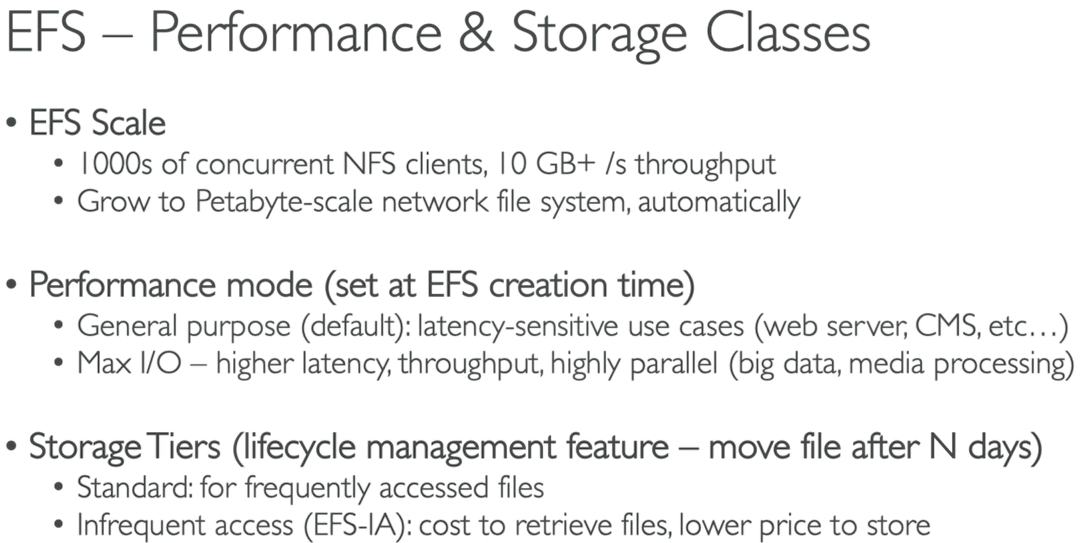 EFS – Performance & Storage Classes
• EFS Scale
• 1000s of concurrent NFS clients, 10 GB+ /s throughput
• Grow to Petabyte-scale network file system, automatically
• Performance mode (set at EFS creation time)
• General purpose (default): latency-sensitive use cases (web server, CMS, etc…)
• Max I/O – higher latency, throughput, highly parallel (big data, media processing)
• Storage Tiers (lifecycle management feature – move file after N days)
• Standard: for frequently accessed files
• Infrequent access (EFS-IA): cost to retrieve files, lower price to store